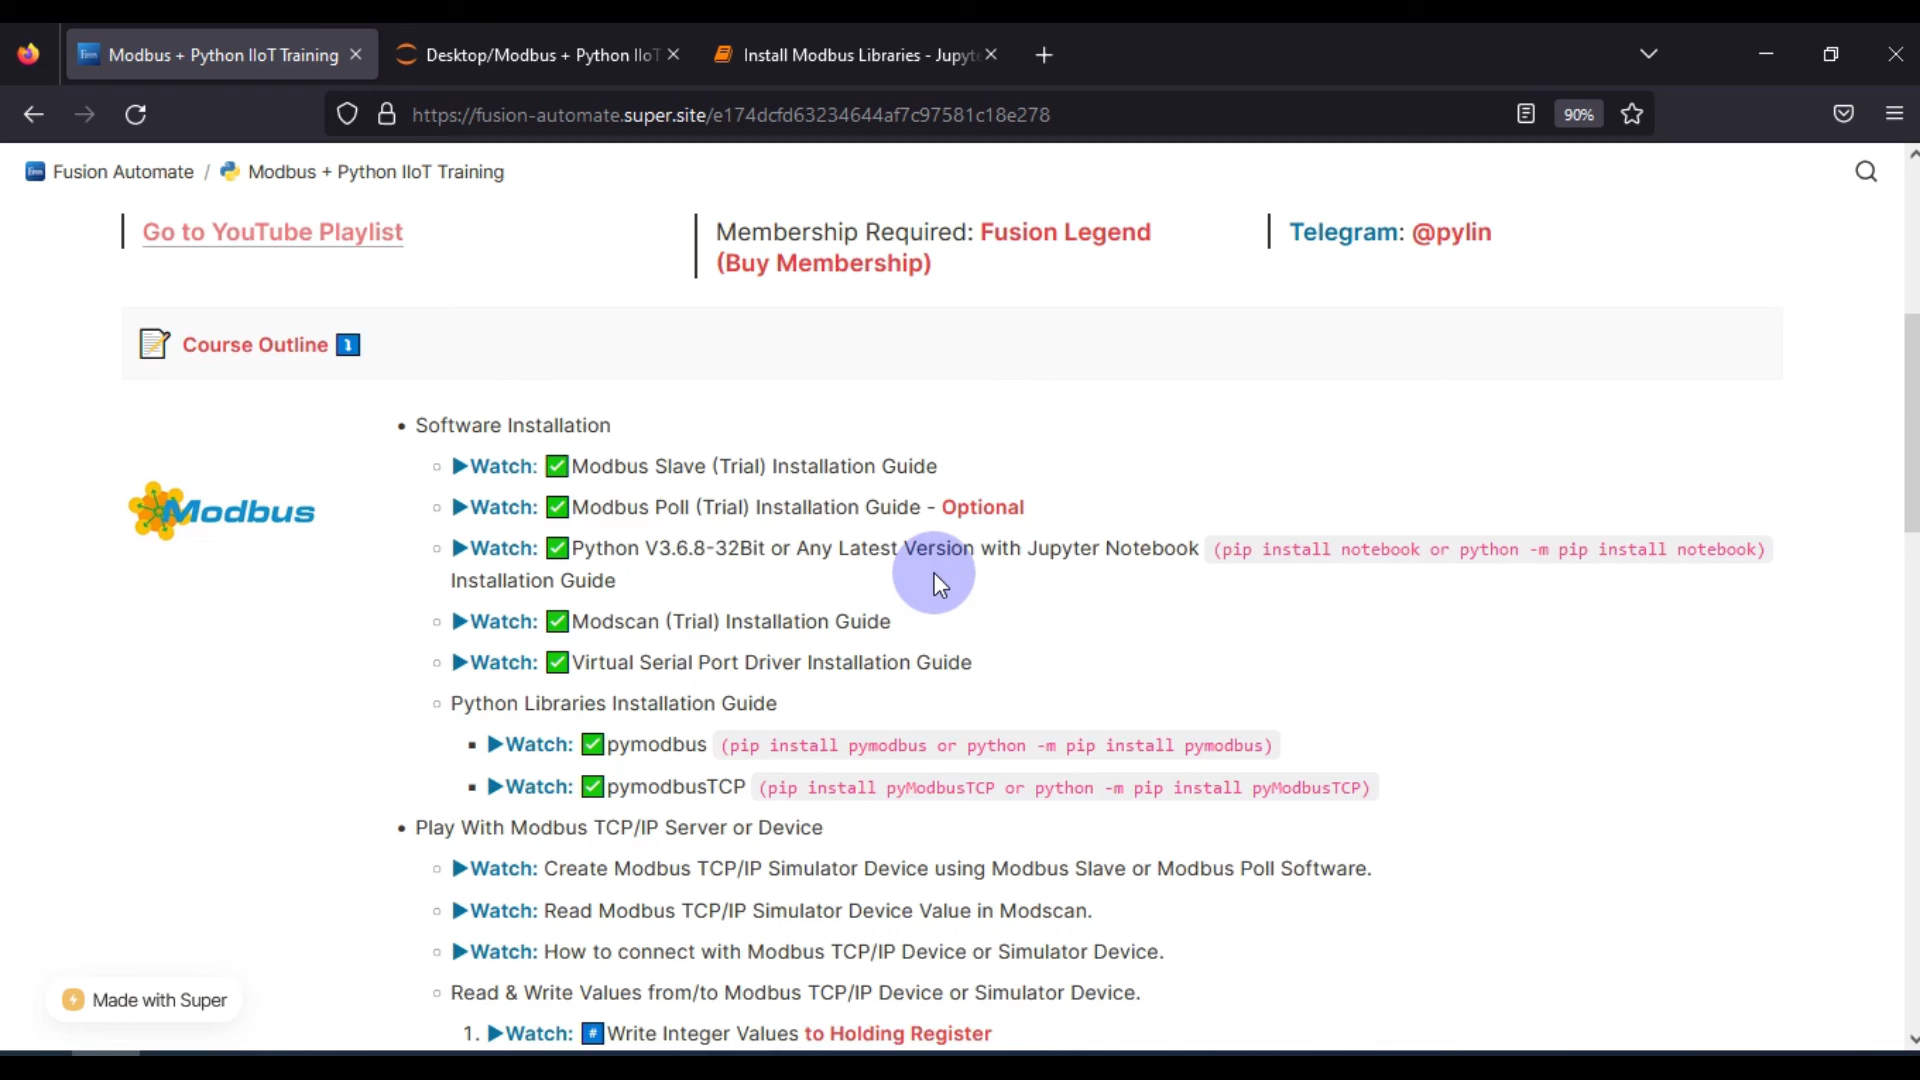 Modbus + Python IIoT Training
Desktop/Modbus + Python IIoT
Install Modbus Libraries - Jupyte
https://fusion-automate.super.site/e174dcfd63234644af7c97581c18e278
90%
Fusion Automate / Modbus + Python IIoT Training
Go to YouTube Playlist
Membership Required: Fusion Legend
(Buy Membership)
Telegram: @pylin
Course Outline
Modbus
• Software Installation
◦ ▶Watch: ✅Modbus Slave (Trial) Installation Guide
◦ ▶Watch: ✅Modbus Poll (Trial) Installation Guide - Optional
◦ ▶Watch: ✅Python V3.6.8-32Bit or Any Latest Version with Jupyter Notebook (pip install notebook or python -m pip install notebook)
Installation Guide
◦ ▶Watch: ✅Modscan (Trial) Installation Guide
◦ ▶Watch: ✅Virtual Serial Port Driver Installation Guide
◦ Python Libraries Installation Guide
▪ ▶Watch: ✅pymodbus (pip install pymodbus or python -m pip install pymodbus)
▪ ▶Watch: ✅pymodbusTCP (pip install pyModbusTCP or python -m pip install pyModbusTCP)
• Play With Modbus TCP/IP Server or Device
◦ ▶Watch: Create Modbus TCP/IP Simulator Device using Modbus Slave or Modbus Poll Software.
◦ ▶Watch: Read Modbus TCP/IP Simulator Device Value in Modscan.
◦ ▶Watch: How to connect with Modbus TCP/IP Device or Simulator Device.
◦ Read & Write Values from/to Modbus TCP/IP Device or Simulator Device.
1. ▶Watch: #️⃣Write Integer Values to Holding Register
Made with Super